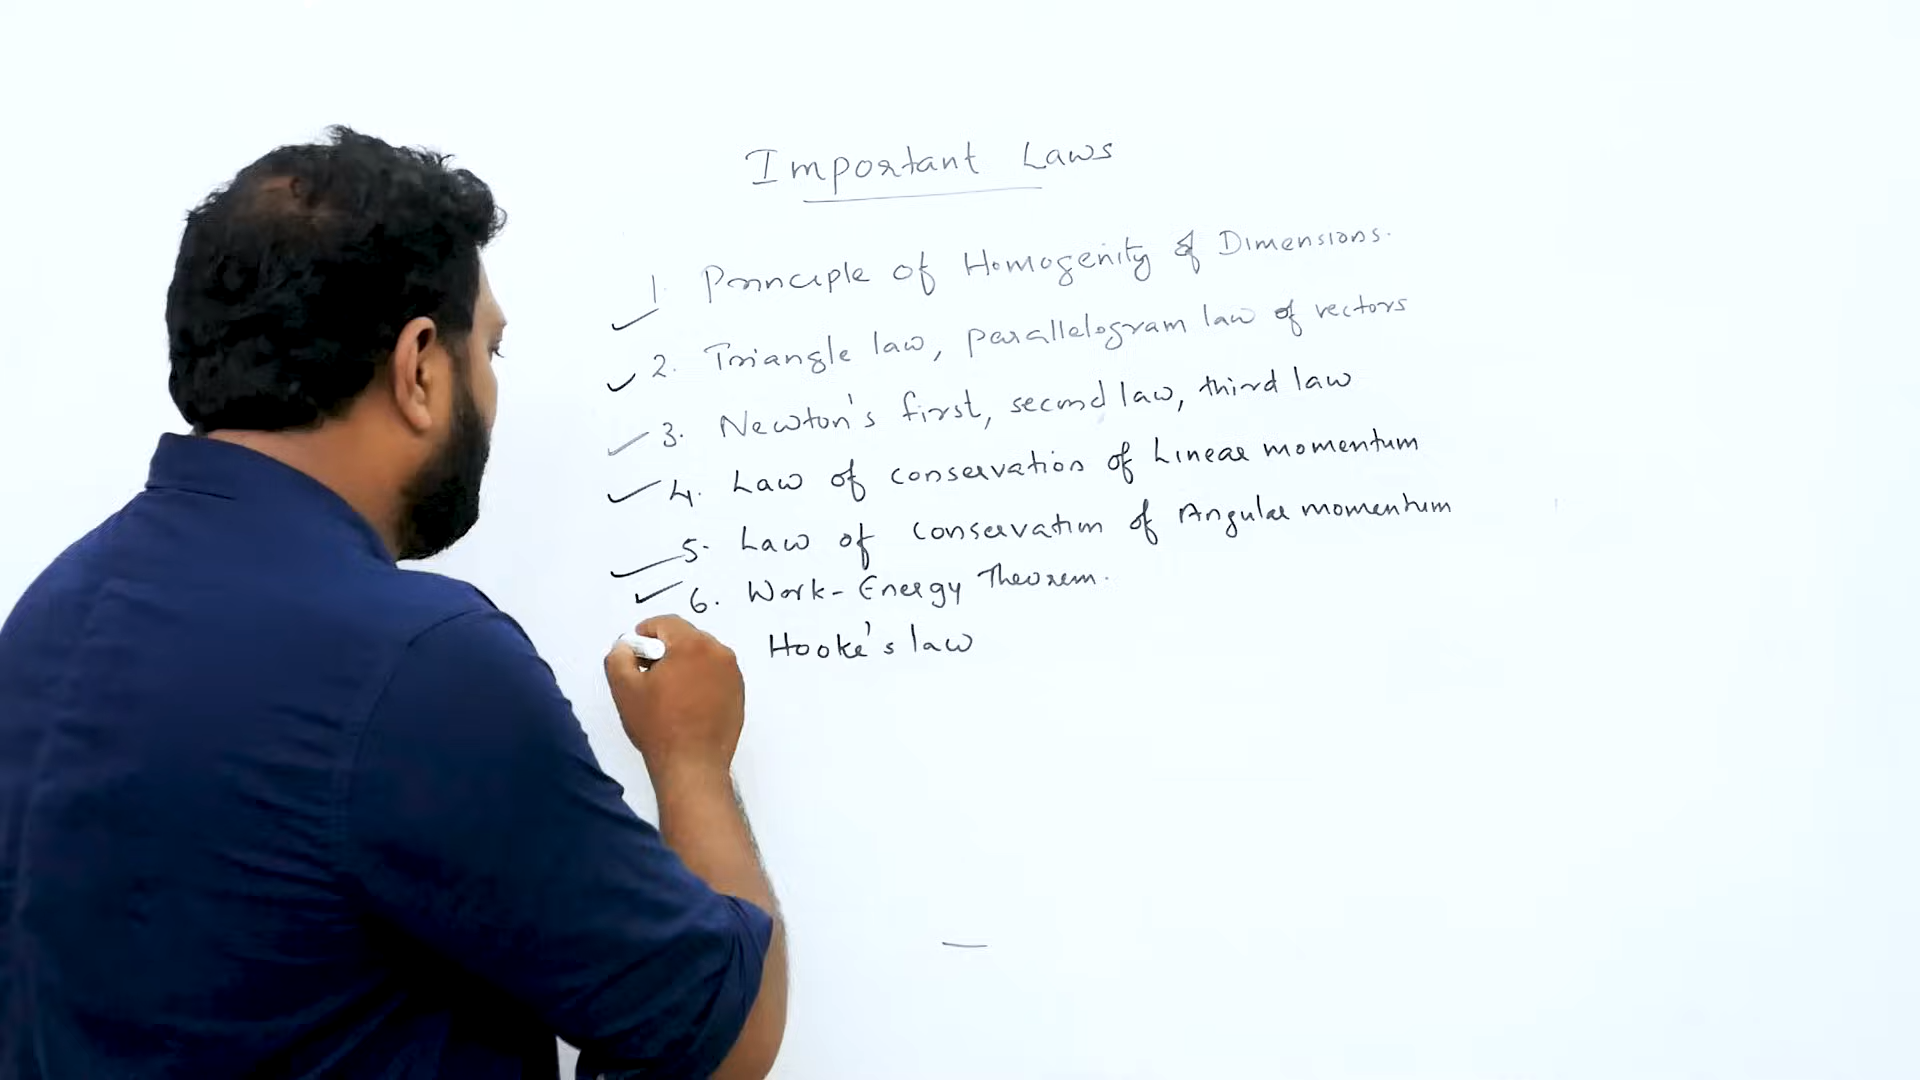 Important Laws
1. Principle of Homogenity of Dimensions.
2. Triangle law, parallelogram law of vectors
3. Newton's first, second law, third law
4. Law of conservation of Linear momentum
5. Law of conservation of Angular momentum
6. Work-Energy Theorem.
Hooke's law